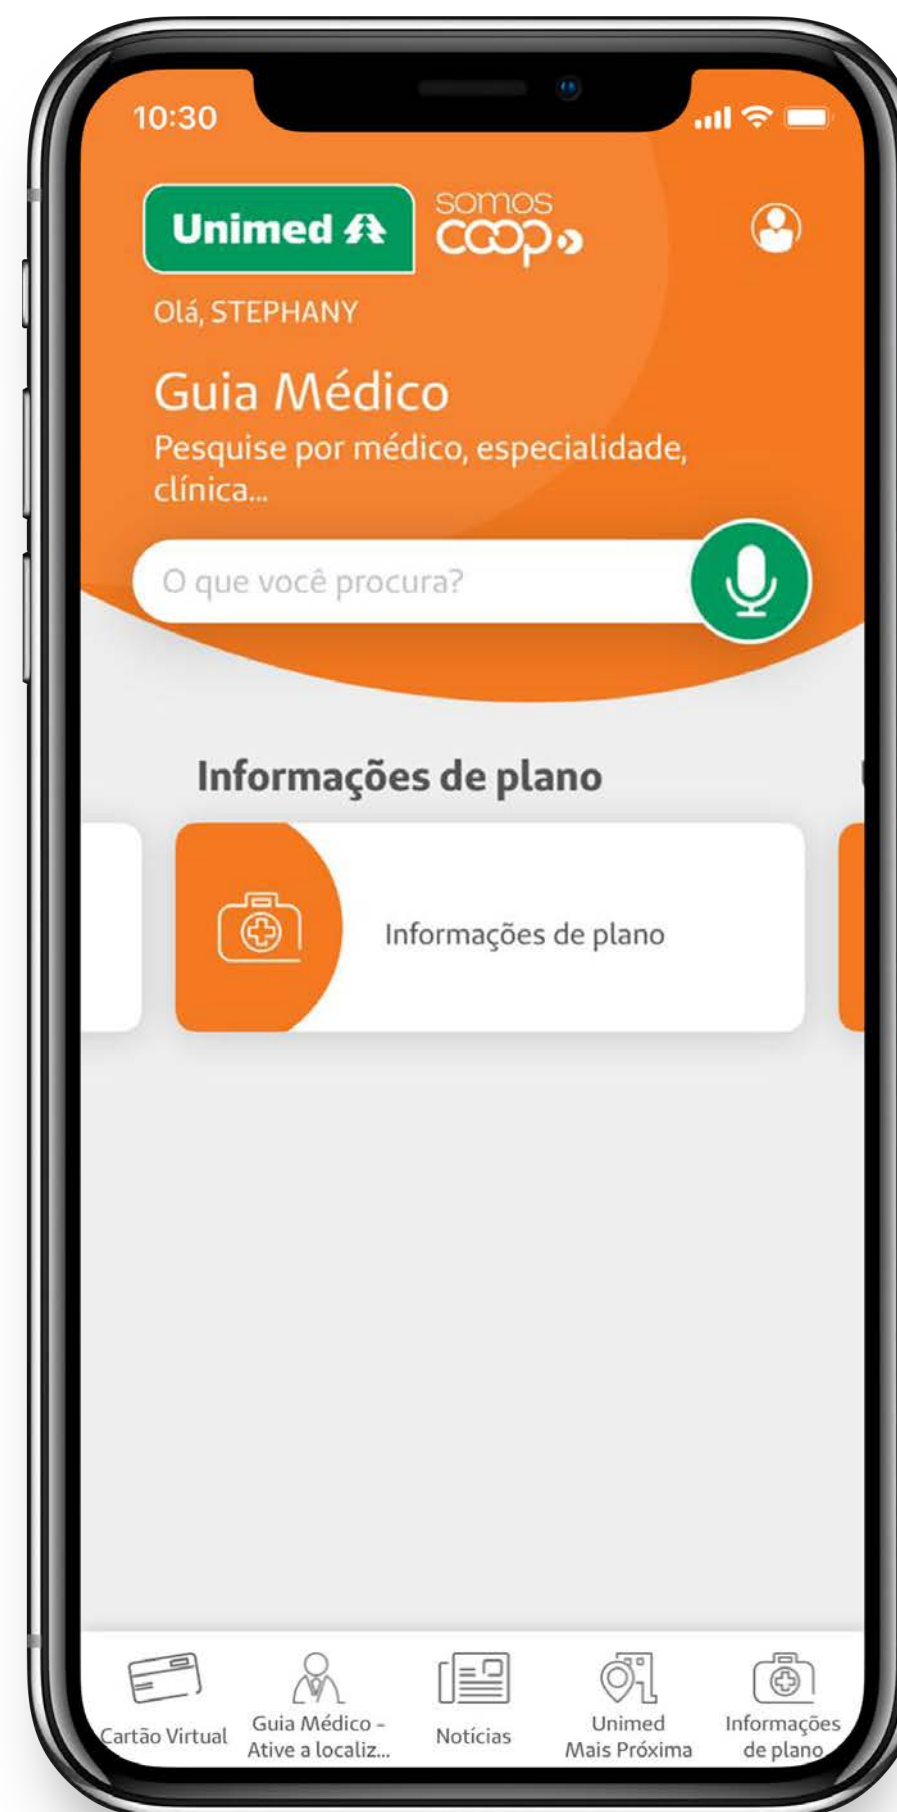 10:30
Unimed
somos
coop
Olá, STEPHANY
Guia Médico
Pesquise por médico, especialidade,
clínica...
O que você procura?
Informações de plano
Informações de plano
Cartão Virtual
Guia Médico -
Ative a localiz...
Notícias
Unimed
Mais Próxima
Informações
de plano